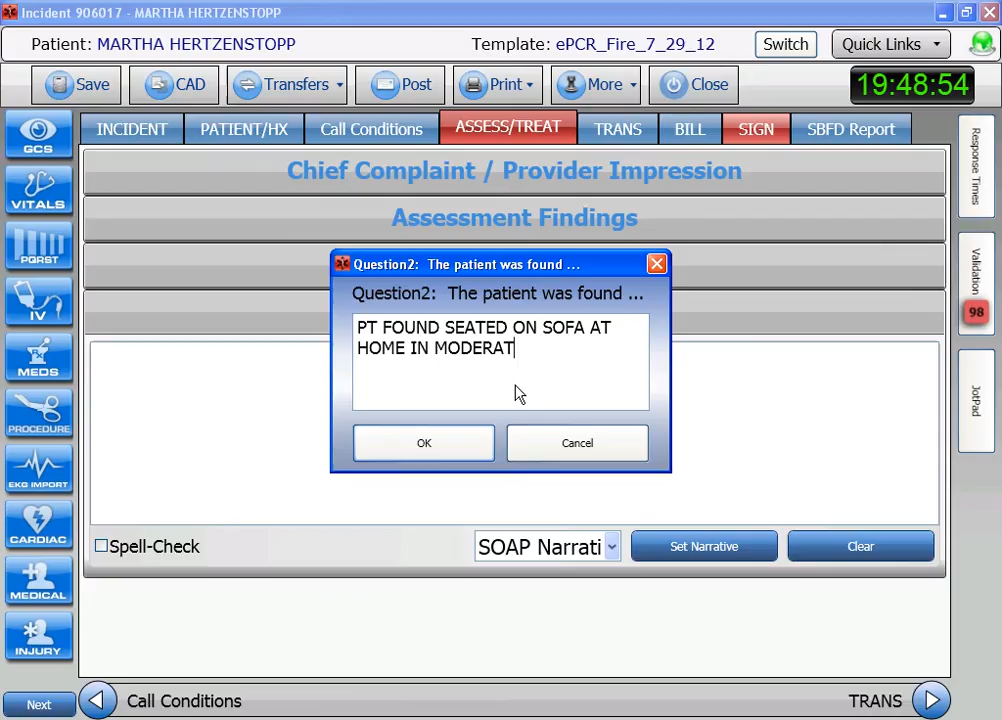 Incident 906017 - MARTHA HERTZENSTOPP
Patient: MARTHA HERTZENSTOPP
Template: ePCR_Fire_7_29_12
Switch
Quick Links
Save
CAD
Transfers
Post
Print
More
Close
19:48:54
GCS
VITALS
PQRST
IV
MEDS
PROCEDURE
EKG IMPORT
CARDIAC
MEDICAL
INJURY
Next
INCIDENT
PATIENT/HX
Call Conditions
ASSESS/TREAT
TRANS
BILL
SIGN
SBFD Report
Chief Complaint / Provider Impression
Assessment Findings
Question2: The patient was found ...
Question2: The patient was found ...
PT FOUND SEATED ON SOFA AT
HOME IN MODERAT
OK
Cancel
Spell-Check
SOAP Narrati
Set Narrative
Clear
Call Conditions
TRANS
Response Times
Validation
98
JotPad